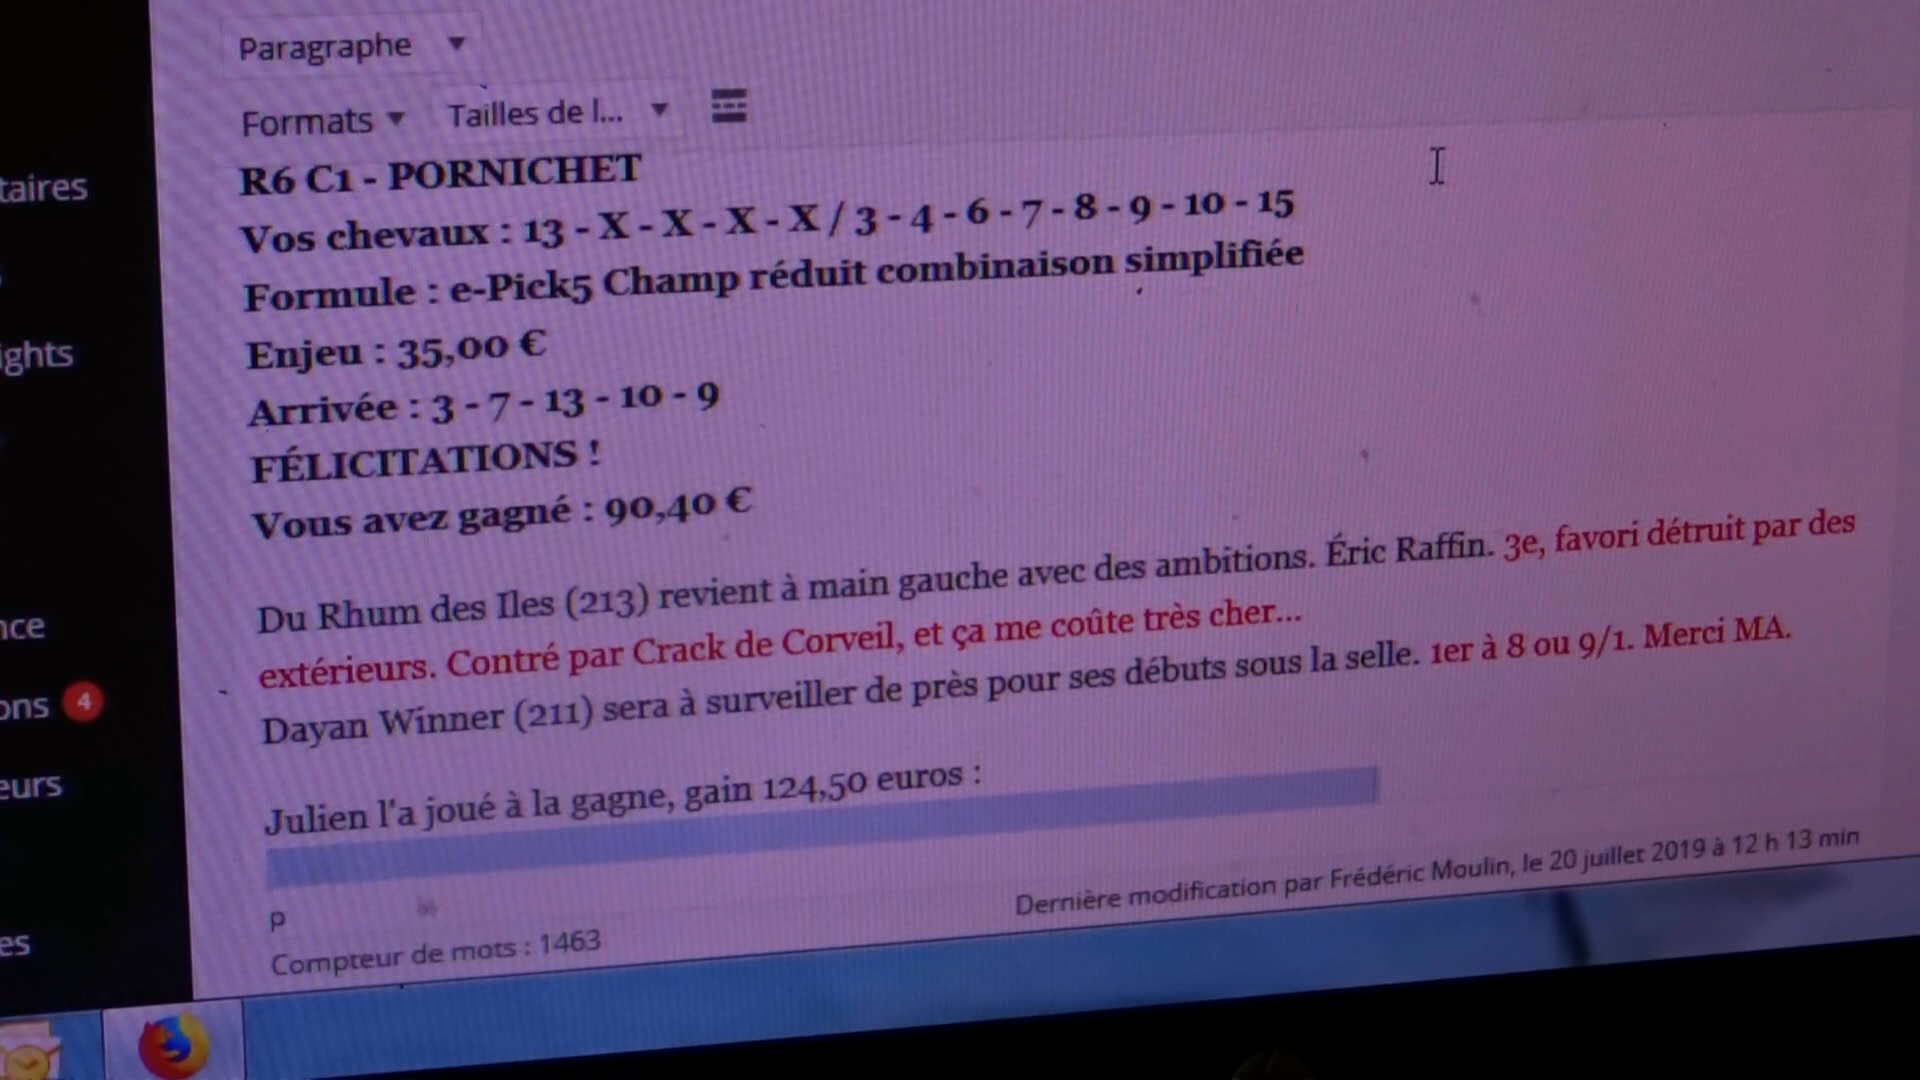 Paragraphe
Formats
Tailles de l...
R6 C1 - PORNICHET
Vos chevaux : 13 - X - X - X - X / 3 - 4 - 6 - 7 - 8 - 9 - 10 - 15
Formule : e-Pick5 Champ réduit combinaison simplifiée
Enjeu : 35,00 €
Arrivée : 3 - 7 - 13 - 10 - 9
FÉLICITATIONS !
Vous avez gagné : 90,40 €
Du Rhum des Iles (213) revient à main gauche avec des ambitions. Éric Raffin. 3e, favori détruit par des
extérieurs. Contré par Crack de Corveil, et ça me coûte très cher...
Dayan Winner (211) sera à surveiller de près pour ses débuts sous la selle. 1er à 8 ou 9/1. Merci MA.
Julien l'a joué à la gagne, gain 124,50 euros :
p
Compteur de mots : 1463
Dernière modification par Frédéric Moulin, le 20 juillet 2019 à 12 h 13 min
taires
ights
nce
ons 4
eurs
es